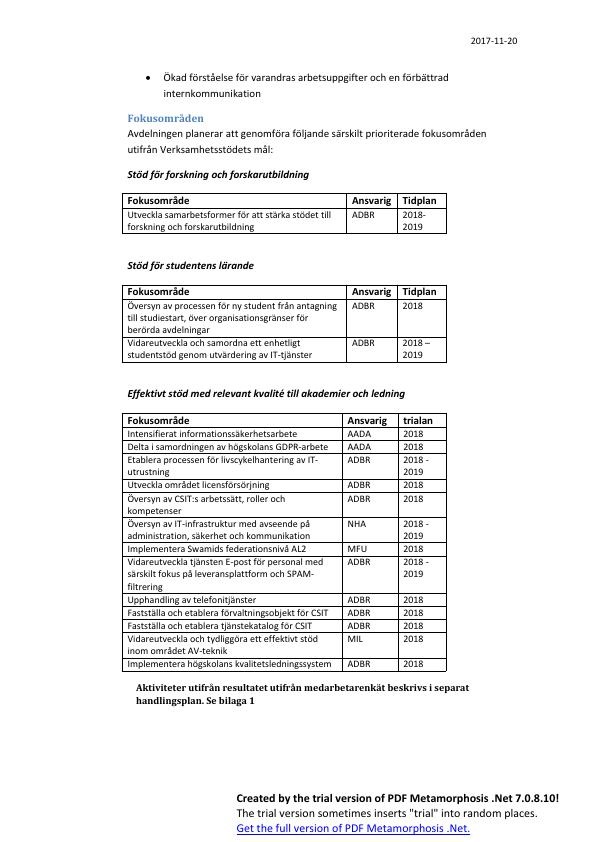 2017-11-20
• Ökad förståelse för varandras arbetsuppgifter och en förbättrad
internkommunikation
Fokusområden
Avdelningen planerar att genomföra följande särskilt prioriterade fokusområden
utifrån Verksamhetsstödets mål:
Stöd för forskning och forskarutbildning
Fokusområde Ansvarig Tidplan
Utveckla samarbetsformer för att stärka stödet till ADBR 2018-
forskning och forskarutbildning 2019
Stöd för studentens lärande
Fokusområde Ansvarig Tidplan
Översyn av processen för ny student från antagning ADBR 2018
till studiestart, över organisationsgränser för
berörda avdelningar
Vidareutveckla och samordna ett enhetligt ADBR 2018 –
studentstöd genom utvärdering av IT-tjänster 2019
Effektivt stöd med relevant kvalité till akademier och ledning
Fokusområde Ansvarig trialan
Intensifierat informationssäkerhetsarbete AADA 2018
Delta i samordningen av högskolans GDPR-arbete AADA 2018
Etablera processen för livscykelhantering av IT- ADBR 2018 -
utrustning 2019
Utveckla området licensförsörjning ADBR 2018
Översyn av CSIT:s arbetssätt, roller och ADBR 2018
kompetenser
Översyn av IT-infrastruktur med avseende på NHA 2018 -
administration, säkerhet och kommunikation 2019
Implementera Swamids federationsnivå AL2 MFU 2018
Vidareutveckla tjänsten E-post för personal med ADBR 2018 -
särskilt fokus på leveransplattform och SPAM- 2019
filtrering
Upphandling av telefonitjänster ADBR 2018
Fastställa och etablera förvaltningsobjekt för CSIT ADBR 2018
Fastställa och etablera tjänstekatalog för CSIT ADBR 2018
Vidareutveckla och tydliggöra ett effektivt stöd MIL 2018
inom området AV-teknik
Implementera högskolans kvalitetsledningssystem ADBR 2018
Aktiviteter utifrån resultatet utifrån medarbetarenkät beskrivs i separat
handlingsplan. Se bilaga 1
Created by the trial version of PDF Metamorphosis .Net 7.0.8.10!
The trial version sometimes inserts "trial" into random places.
Get the full version of PDF Metamorphosis .Net.